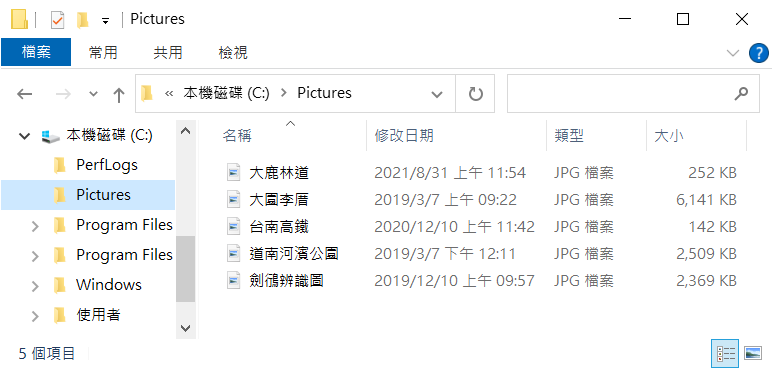 Pictures
檔案 常用 共用 檢視 ?
« 本機磁碟 (C:) > Pictures
本機磁碟 (C:)
PerfLogs
Pictures
Program Files
Program Files
Windows
使用者
名稱 修改日期 類型 大小
大鹿林道 2021/8/31 上午 11:54 JPG 檔案 252 KB
大園李厝 2019/3/7 上午 09:22 JPG 檔案 6,141 KB
台南高鐵 2020/12/10 上午 11:42 JPG 檔案 142 KB
道南河濱公園 2019/3/7 下午 12:11 JPG 檔案 2,509 KB
劍鴴辨識圖 2019/12/10 上午 09:57 JPG 檔案 2,369 KB
5 個項目